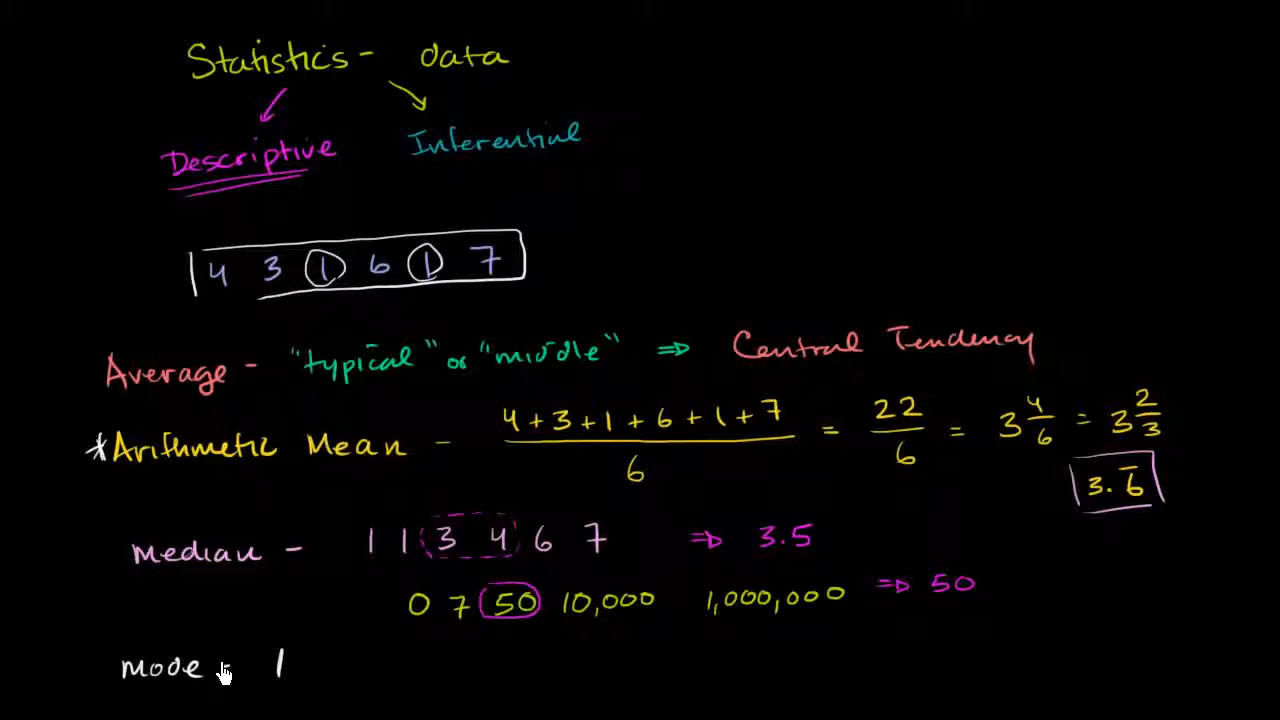 Statistics - data
Descriptive Inferential
4 3 1 6 1 7
Average - "typical" or "middle" ⇒ Central Tendency
*Arithmetic Mean - (4+3+1+6+1+7)/6 = 22/6 = 3 4/6 = 3 2/3
3.6̅
Median - 1 1 3 4 6 7 ⇒ 3.5
0 7 50 10,000 1,000,000 ⇒ 50
Mode - 1